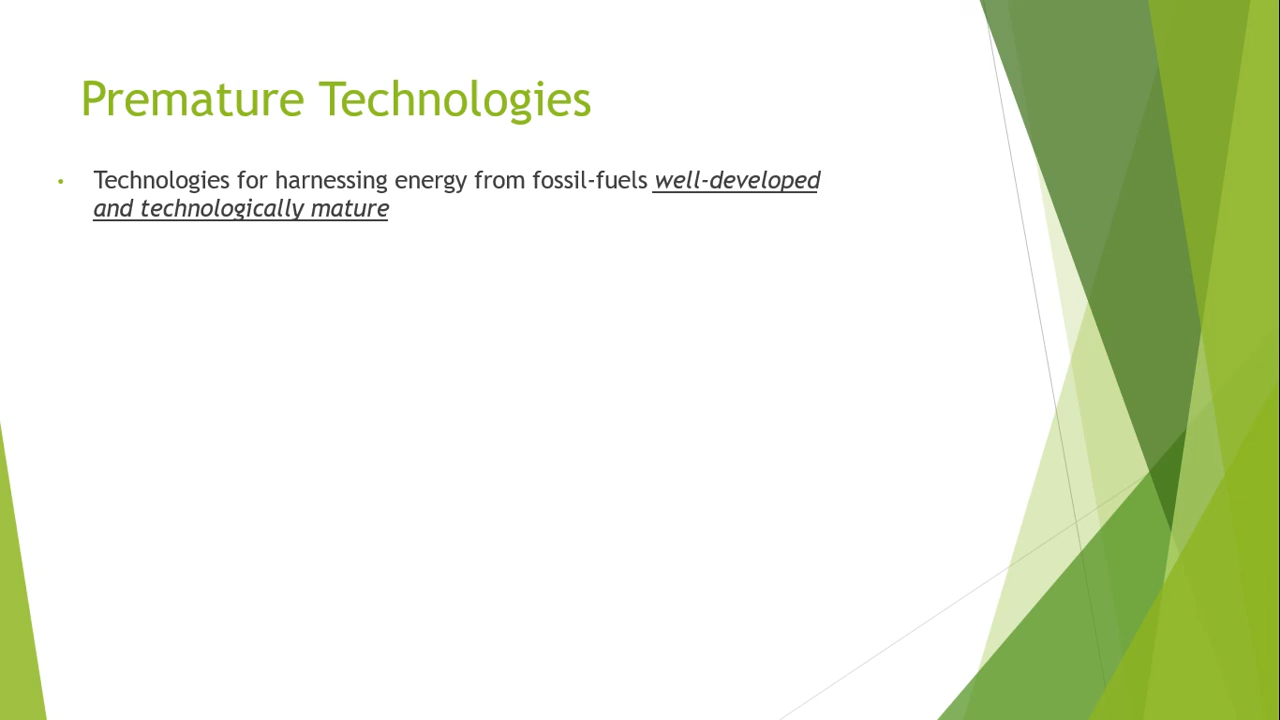 Premature Technologies
• Technologies for harnessing energy from fossil-fuels well-developed
and technologically mature